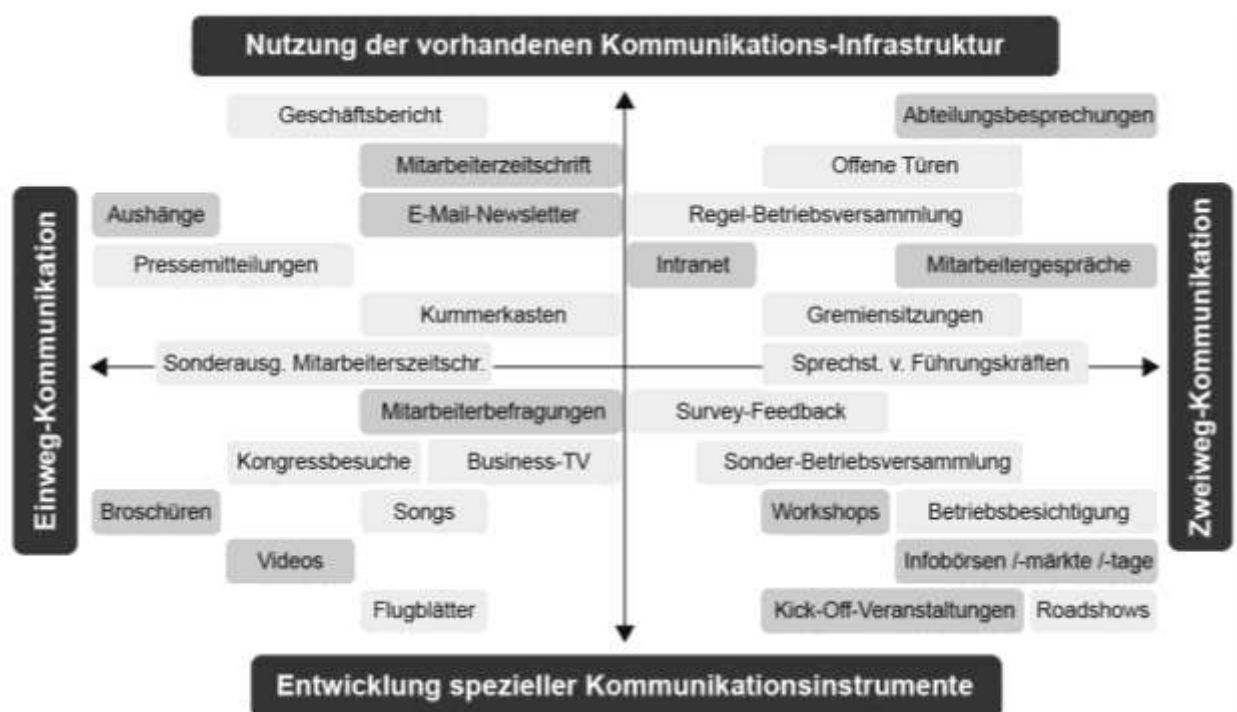 Nutzung der vorhandenen Kommunikations-Infrastruktur
Geschäftsbericht
Abteilungsbesprechungen
Mitarbeiterzeitschrift
Offene Türen
Aushänge
E-Mail-Newsletter
Regel-Betriebsversammlung
Pressemitteilungen
Intranet
Mitarbeitergespräche
Kummerkasten
Gremiensitzungen
Einweg-Kommunikation
Sonderausg. Mitarbeiterszeitschr.
Sprechst. v. Führungskräften
Zweiweg-Kommunikation
Mitarbeiterbefragungen
Survey-Feedback
Kongressbesuche
Business-TV
Sonder-Betriebsversammlung
Broschüren
Songs
Workshops
Betriebsbesichtigung
Videos
Infobörsen /-märkte /-tage
Flugblätter
Kick-Off-Veranstaltungen
Roadshows
Entwicklung spezieller Kommunikationsinstrumente